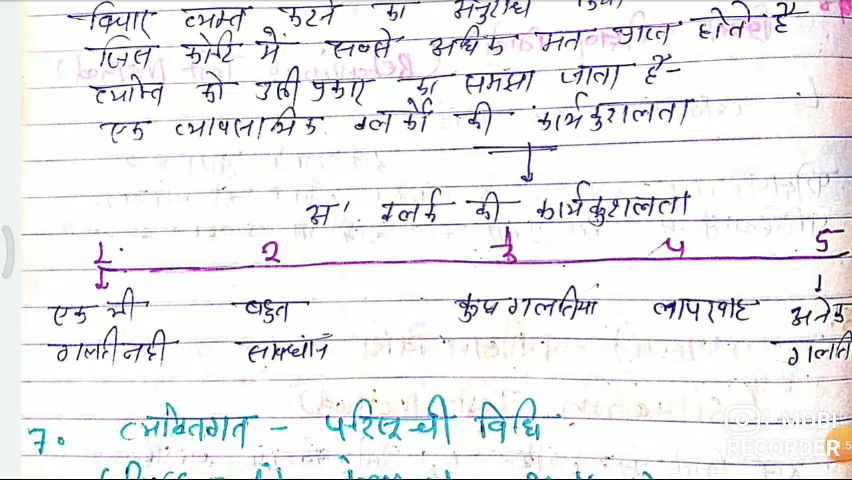 विचार व्यक्त करने का अनुरोध किया
जिस कोटि में सबसे अधिक मत प्राप्त होते है
व्यक्ति को उसी प्रकार का समझा जाता है-
एक व्यावसायिक क्लर्को की कार्यकुशलता
अ' क्लर्क की कार्यकुशलता
1 2 3 4 5
एक भी बहुत कुछ गलतिया लापरवाह अनेक
गलती नही सावधान गलति
7. व्यक्तिगत - परिसूची विधि
MOBI
RECORDER